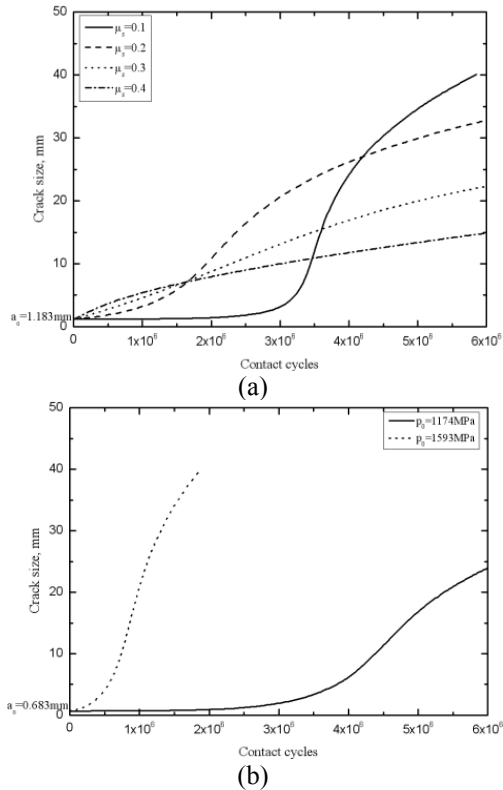 μs=0.1
μs=0.2
μs=0.3
μs=0.4
50
40
30
20
10
0
Crack size, mm
a0=1.183mm
0 1x10^6 2x10^6 3x10^6 4x10^6 5x10^6 6x10^6
Contact cycles
(a)
p0=1174MPa
p0=1593MPa
50
40
30
20
10
0
Crack size, mm
a0=0.683mm
0 1x10^6 2x10^6 3x10^6 4x10^6 5x10^6 6x10^6
Contact cycles
(b)